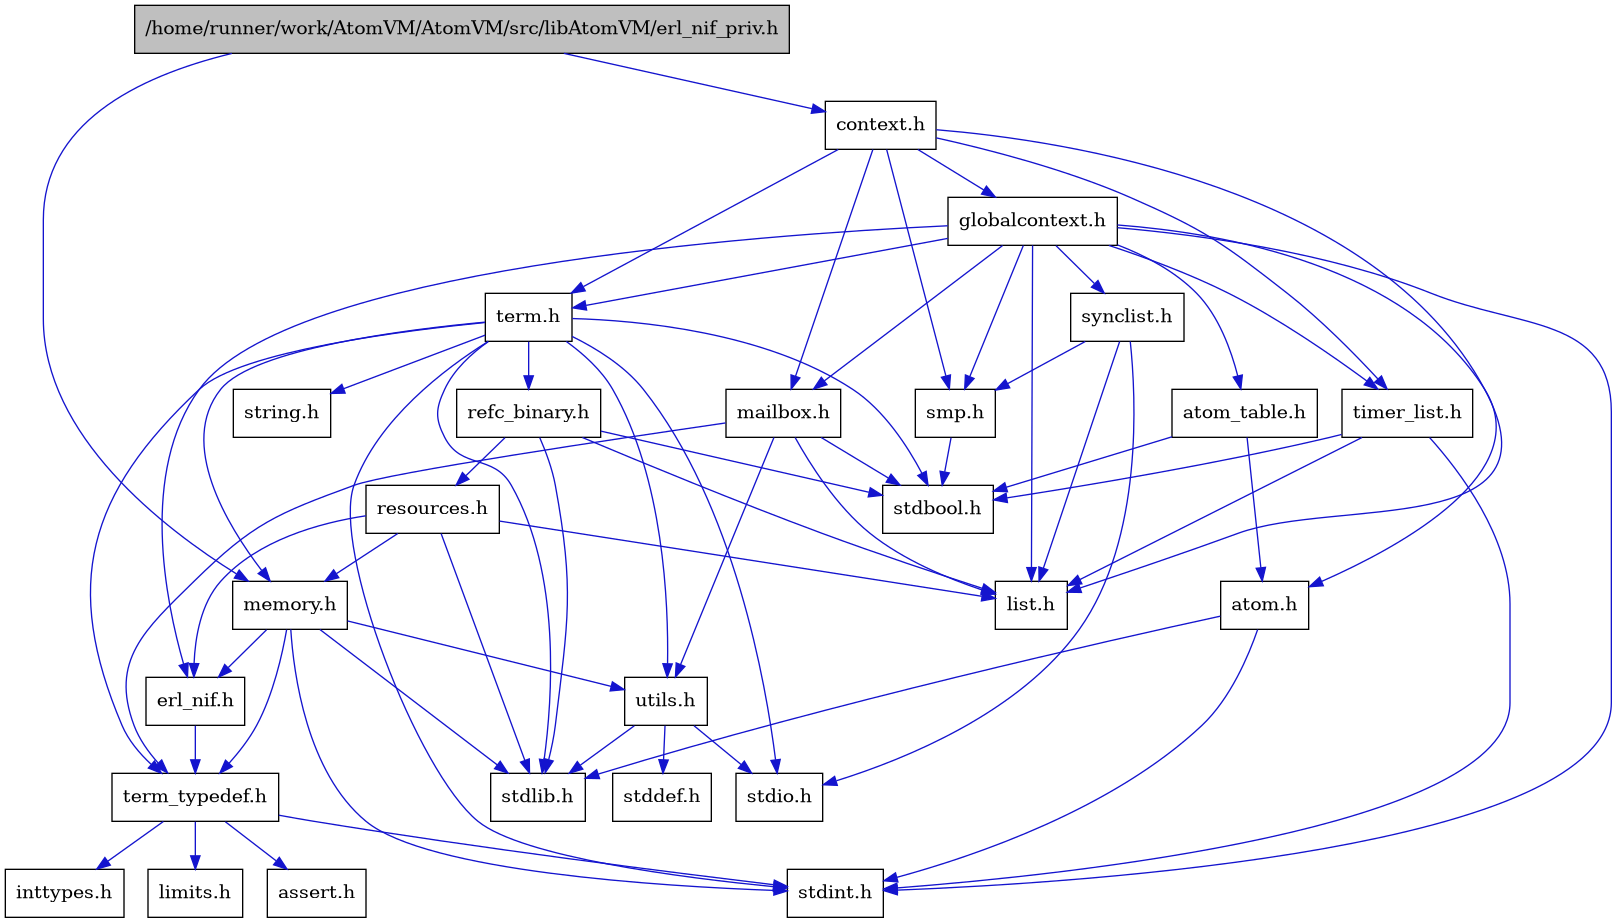 /home/runner/work/AtomVM/AtomVM/src/libAtomVM/erl_nif_priv.h
context.h
globalcontext.h
term.h
synclist.h
string.h
refc_binary.h
mailbox.h
smp.h
atom_table.h
timer_list.h
resources.h
stdbool.h
memory.h
list.h
atom.h
erl_nif.h
utils.h
term_typedef.h
stdlib.h
stddef.h
stdio.h
inttypes.h
limits.h
assert.h
stdint.h